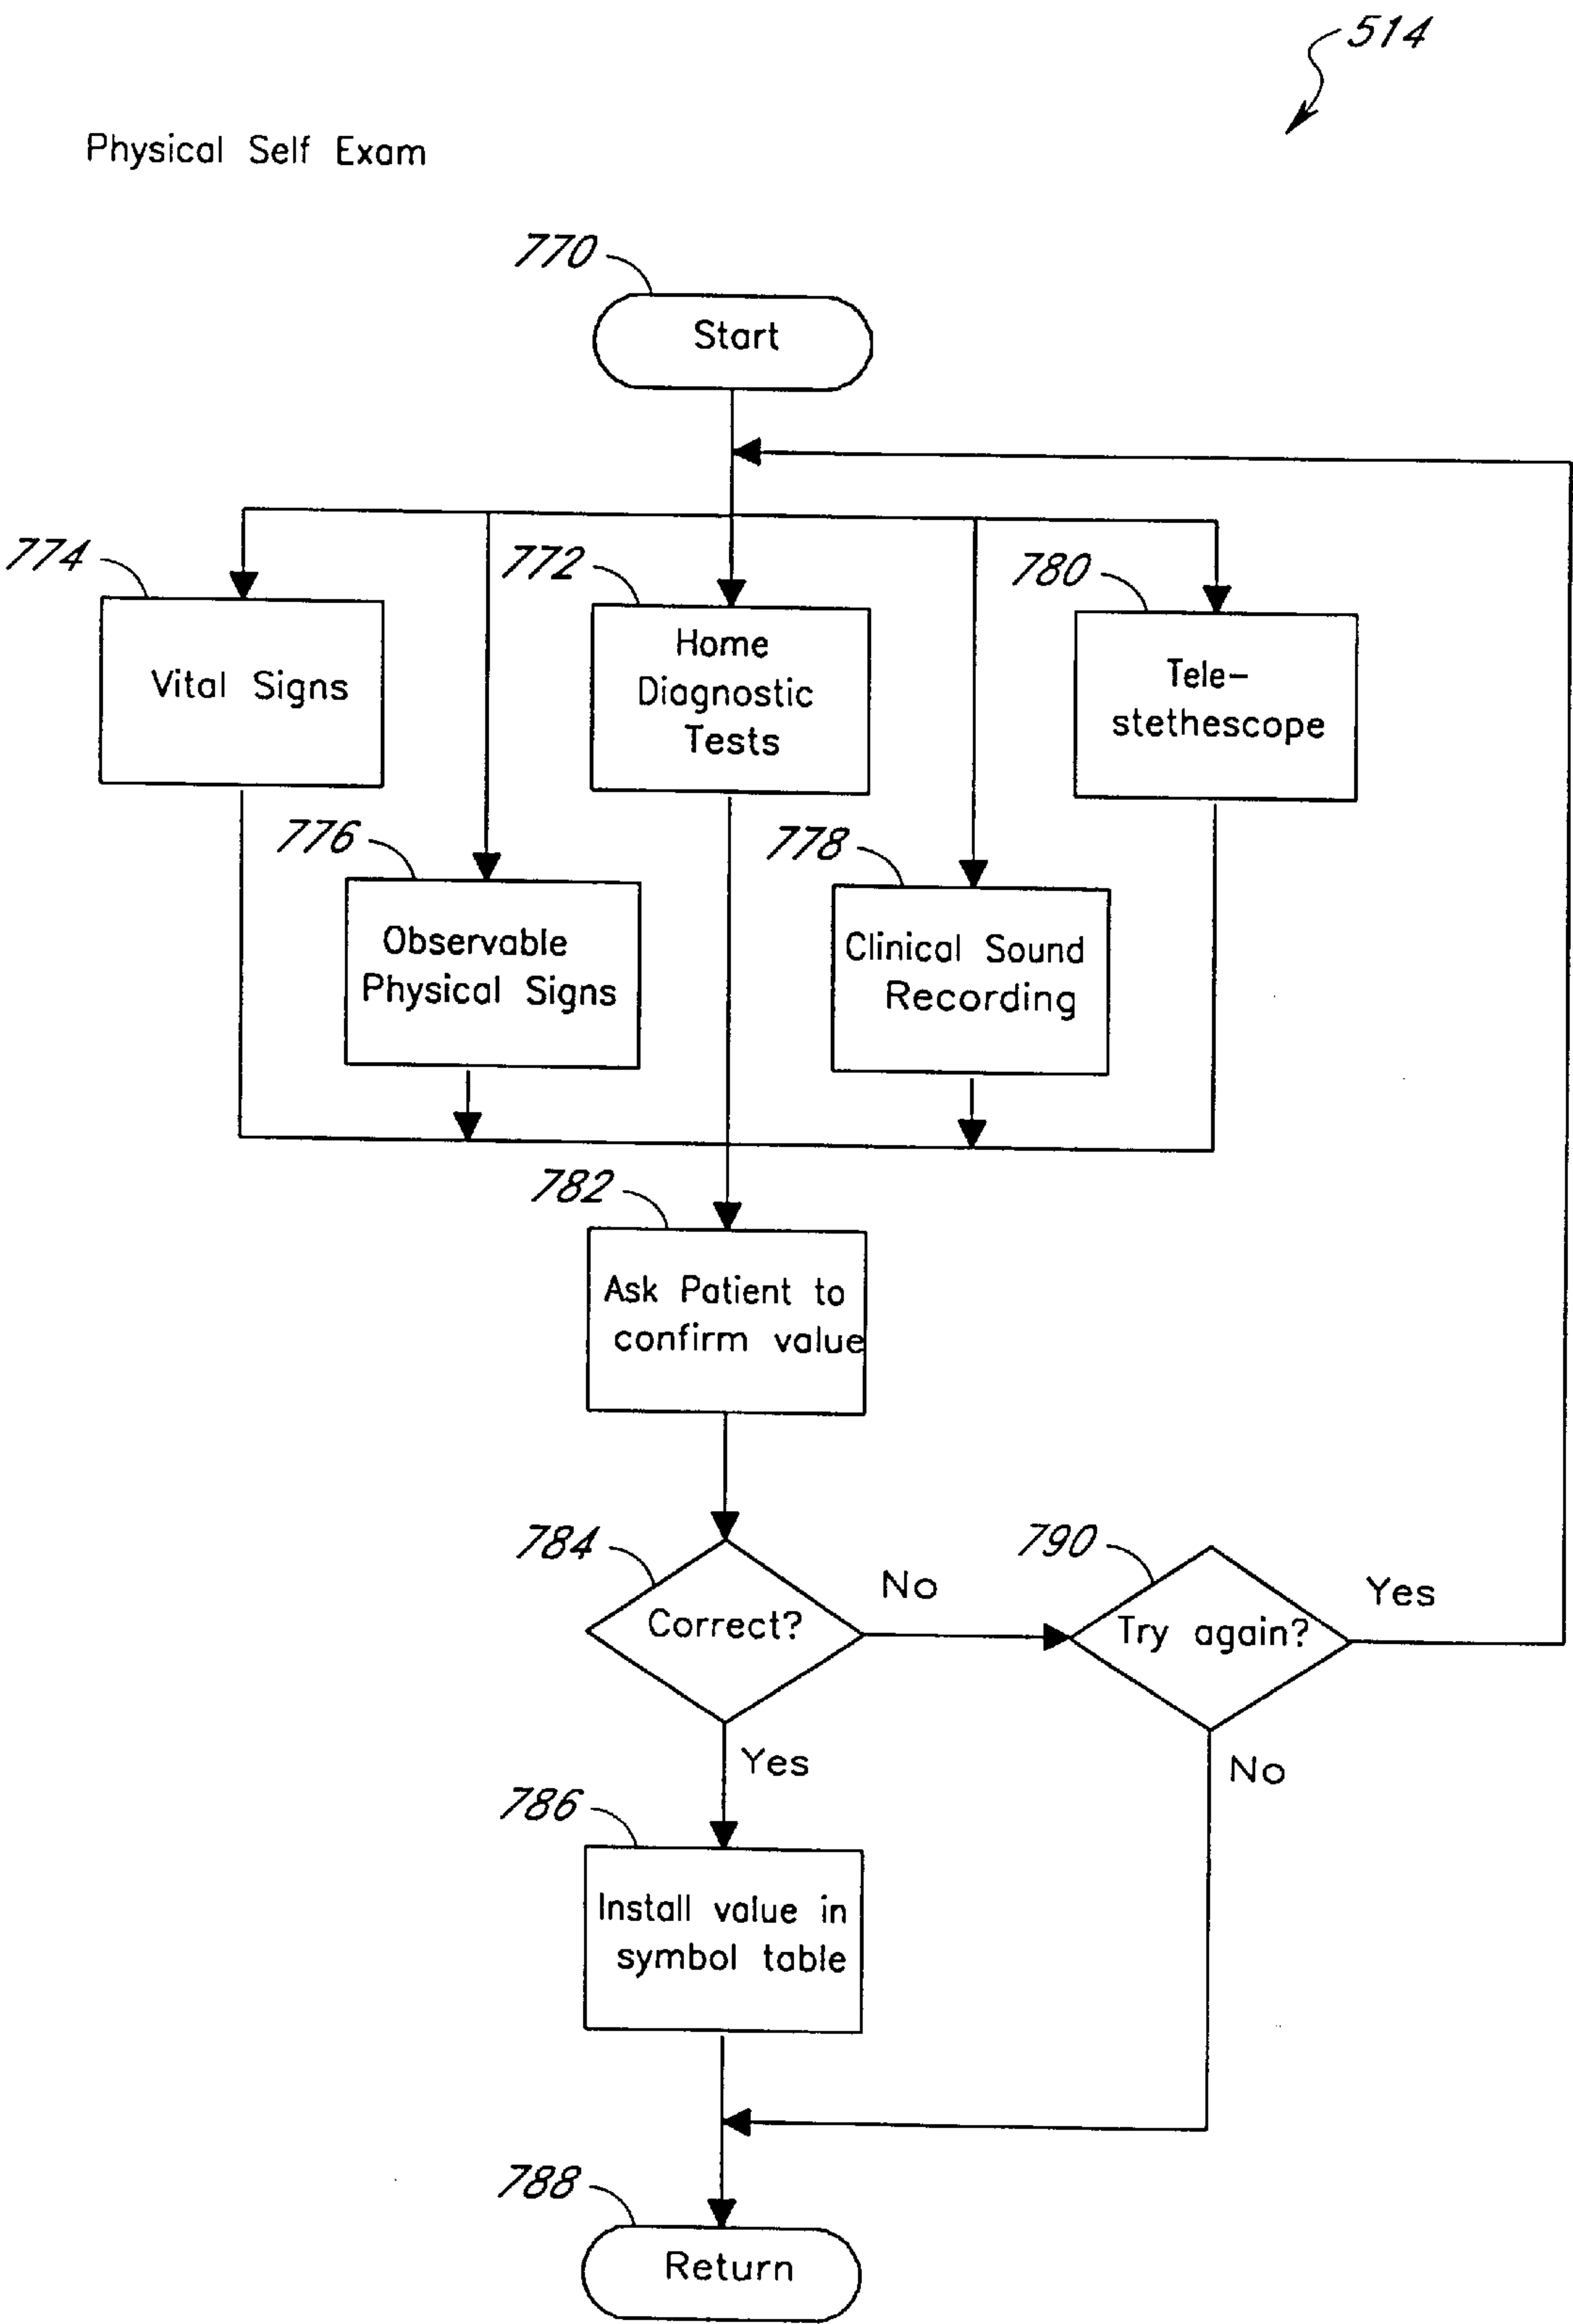 514
Physical Self Exam
770
Start
774
772
780
Vital Signs
Home
Diagnostic
Tests
Tele-
stethescope
776
778
Observable
Physical Signs
Clinical Sound
Recording
782
Ask Patient to
confirm value
784
Correct?
No
790
Try again?
Yes
Yes
No
786
Install value in
symbol table
788
Return